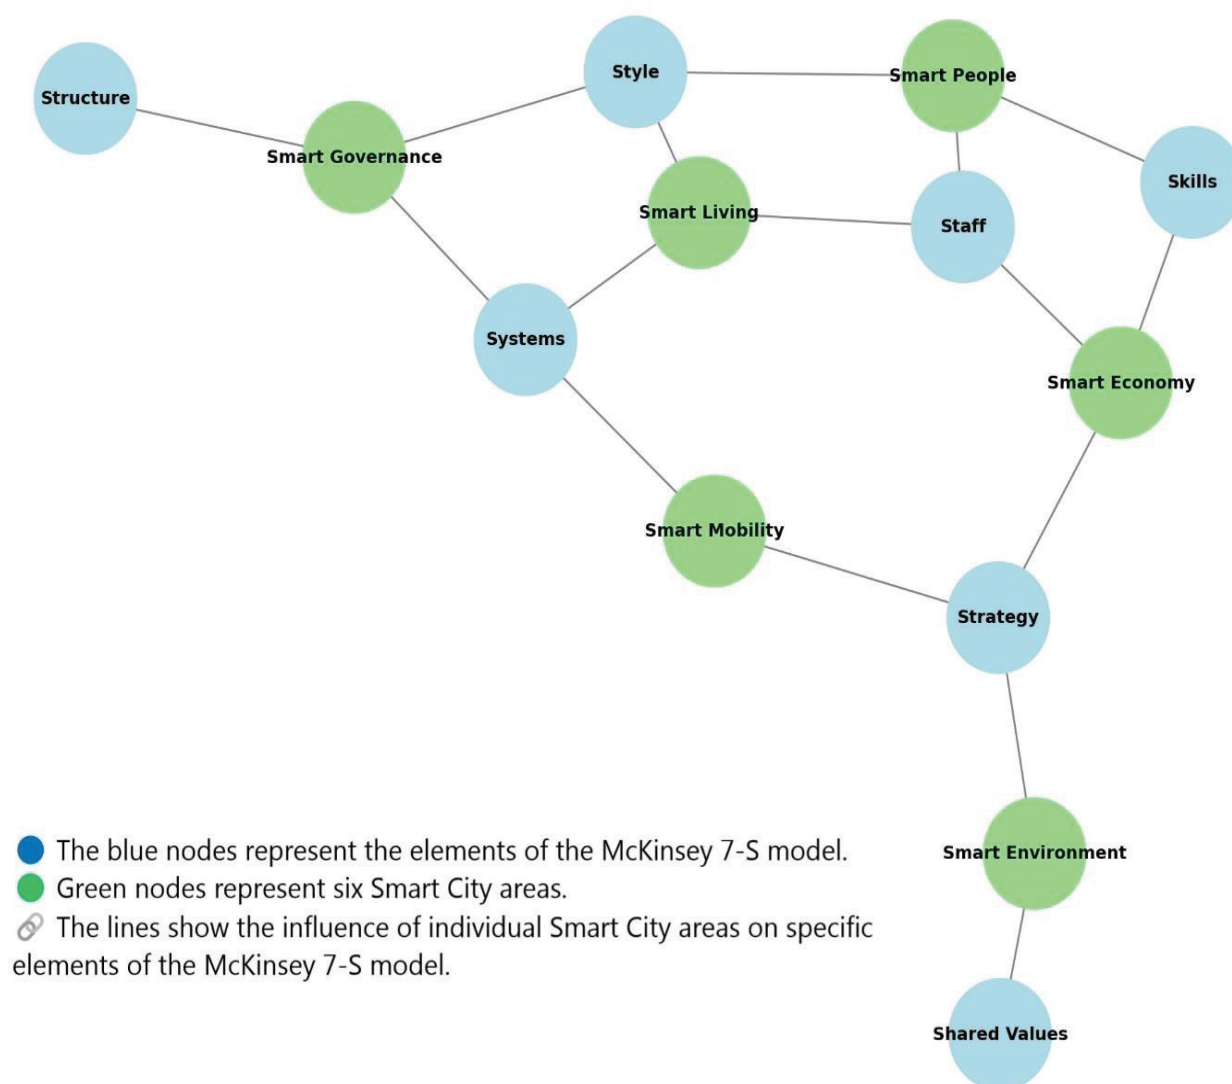 Style
Smart People
Structure
Smart Governance
Skills
Smart Living
Staff
Systems
Smart Economy
Smart Mobility
Strategy
The blue nodes represent the elements of the McKinsey 7-S model.
Smart Environment
Green nodes represent six Smart City areas.
The lines show the influence of individual Smart City areas on specific
elements of the McKinsey 7-S model.
Shared Values